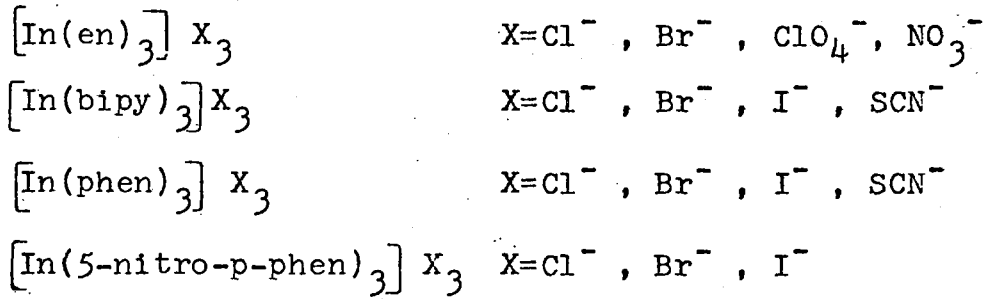 [In(en)₃] X₃ X=Cl⁻ , Br⁻ , ClO₄⁻, NO₃⁻
[In(bipy)₃]X₃ X=Cl⁻ , Br⁻ , I⁻ , SCN⁻
[In(phen)₃] X₃ X=Cl⁻ , Br⁻ , I⁻ , SCN⁻
[In(5-nitro-p-phen)₃] X₃ X=Cl⁻ , Br⁻ , I⁻